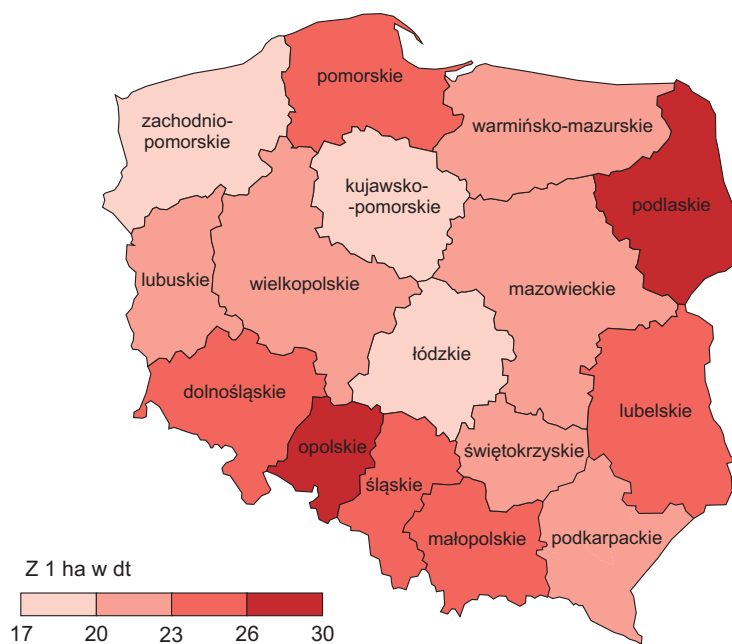 pomorskie
zachodnio-
pomorskie
warmińsko-mazurskie
kujawsko-
-pomorskie
podlaskie
lubuskie
wielkopolskie
mazowieckie
łódzkie
dolnośląskie
lubelskie
opolskie
świętokrzyskie
śląskie
małopolskie
podkarpackie
Z 1 ha w dt
17 20 23 26 30